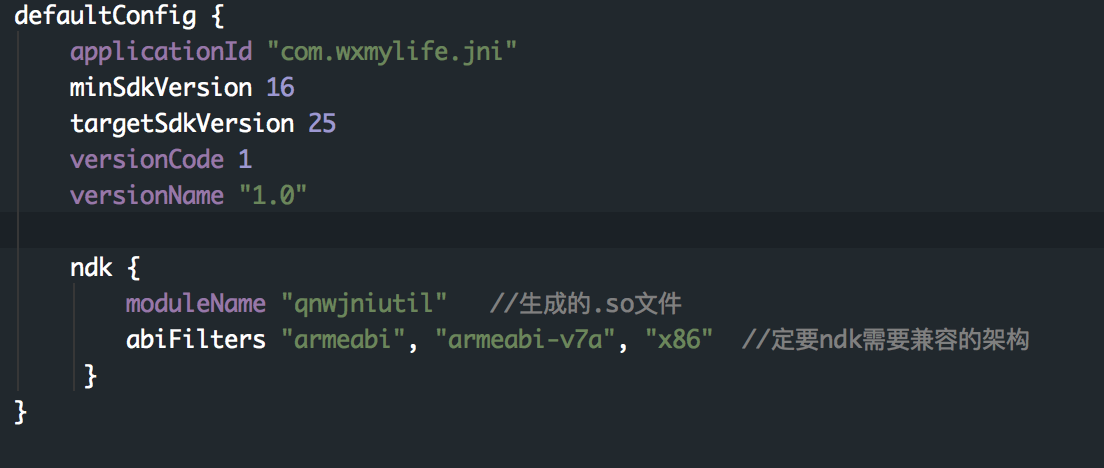 defaultConfig {
applicationId "com.wxmylife.jni"
minSdkVersion 16
targetSdkVersion 25
versionCode 1
versionName "1.0"
ndk {
moduleName "qnwjniutil"   //生成的.so文件
abiFilters "armeabi", "armeabi-v7a", "x86"  //定要ndk需要兼容的架构
}
}